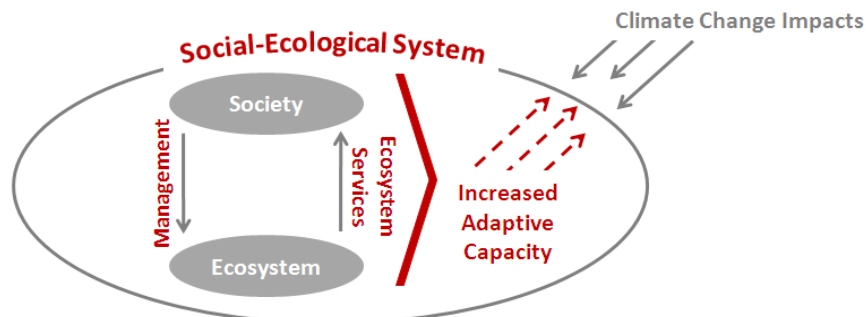 Climate Change Impacts
Social-Ecological System
Society
Management
Ecosystem
Services
Ecosystem
Increased
Adaptive
Capacity